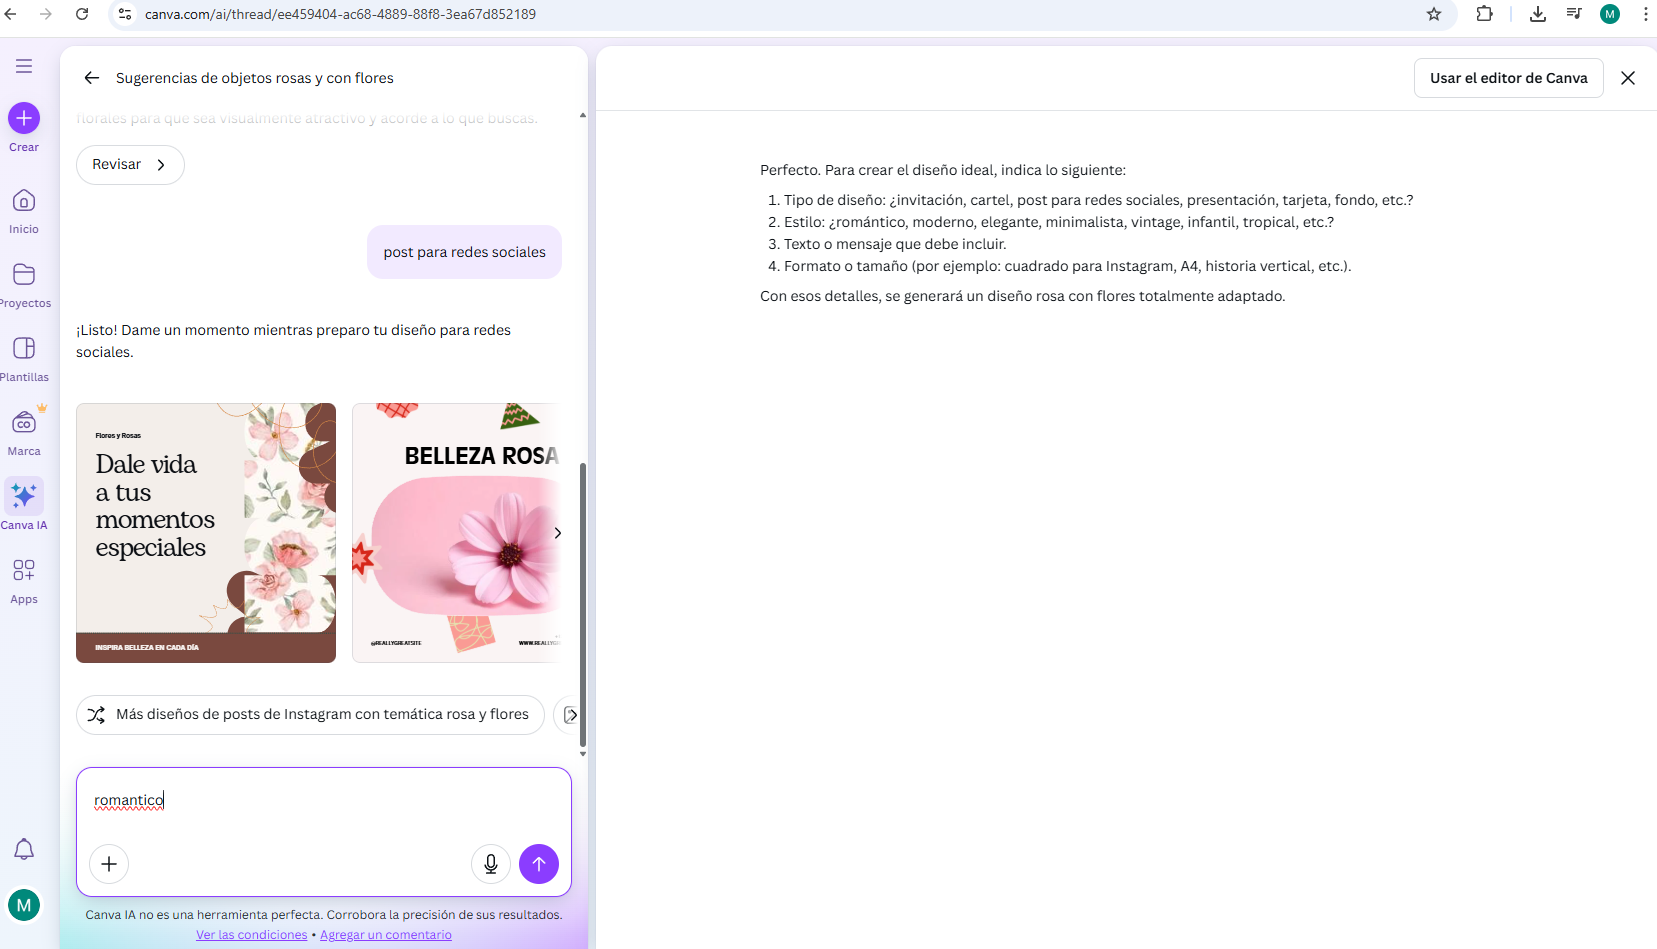 canva.com/ai/thread/ee459404-ac68-4889-88f8-3ea67d852189
M
Crear
Inicio
Proyectos
Plantillas
CO
Marca
Canva IA
Apps
M
Sugerencias de objetos rosas y con flores
florales para que sea visualmente atractivo y acorde a lo que buscas.
Revisar
post para redes sociales
¡Listo! Dame un momento mientras preparo tu diseño para redes
sociales.
Flores y Rosas
Dale vida
a tus
momentos
especiales
INSPIRA BELLEZA EN CADA DÍA
BELLEZA ROSA
@REALLYGREATSITE
WWW.REALLYG
Más diseños de posts de Instagram con temática rosa y flores
romantico
Canva IA no es una herramienta perfecta. Corrobora la precisión de sus resultados.
Ver las condiciones • Agregar un comentario
Usar el editor de Canva
Perfecto. Para crear el diseño ideal, indica lo siguiente:
1. Tipo de diseño: ¿invitación, cartel, post para redes sociales, presentación, tarjeta, fondo, etc.?
2. Estilo: ¿romántico, moderno, elegante, minimalista, vintage, infantil, tropical, etc.?
3. Texto o mensaje que debe incluir.
4. Formato o tamaño (por ejemplo: cuadrado para Instagram, A4, historia vertical, etc.).
Con esos detalles, se generará un diseño rosa con flores totalmente adaptado.